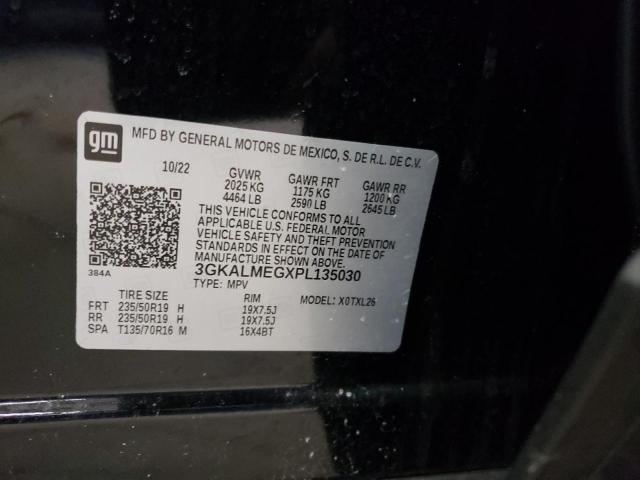 gm
MFD BY GENERAL MOTORS DE MEXICO, S. DE R.L. DE C.V.
10/22 GVWR GAWR FRT GAWR RR
2025 KG 1175 KG 1200 KG
4464 LB 2590 LB 2645 LB
THIS VEHICLE CONFORMS TO ALL
APPLICABLE U.S. FEDERAL MOTOR
VEHICLE SAFETY AND THEFT PREVENTION
STANDARDS IN EFFECT ON THE DATE
OF MANUFACTURE SHOWN ABOVE.
384A
3GKALMEGXPL135030
TYPE: MPV MODEL: X0TXL26
TIRE SIZE RIM
FRT 235/50R19 H 19X7.5J
RR 235/50R19 H 19X7.5J
SPA T135/70R16 M 16X4BT